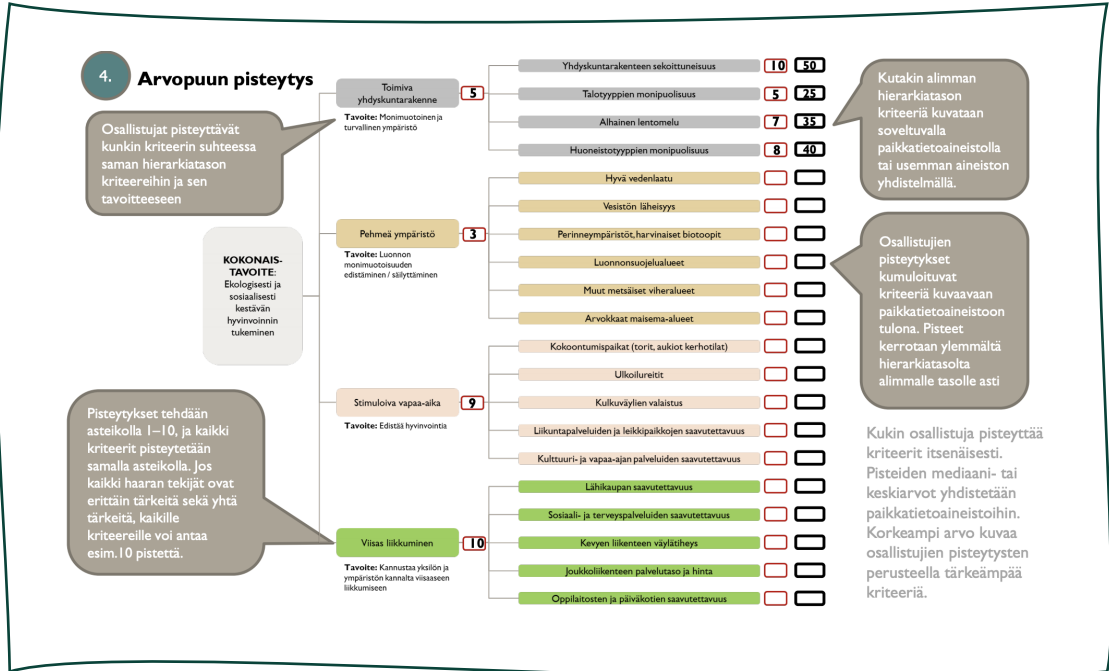 4.
Arvopuun pisteytys
Osallistujat pisteyttävät
kunkin kriteerin suhteessa
saman hierarkiatason
kriteereihin ja sen
tavoitteeseen
KOKONAIS-
TAVOITE:
Ekologisesti ja
sosiaalisesti
kestävän
hyvinvoinnin
tukeminen
Pisteytykset tehdään
asteikolla 1–10, ja kaikki
kriteerit pisteytetään
samalla asteikolla. Jos
kaikki haaran tekijät ovat
erittäin tärkeitä sekä yhtä
tärkeitä, kaikille
kriteereille voi antaa
esim.10 pistettä.
Toimiva
yhdyskuntarakenne
5
Tavoite: Monimuotoinen ja
turvallinen ympäristö
Yhdyskuntarakenteen sekoittuneisuus 10 50
Talotyyppien monipuolisuus 5 25
Alhainen lentomelu 7 35
Huoneistotyyppien monipuolisuus 8 40
Pehmeä ympäristö 3
Tavoite: Luonnon
monimuotoisuuden
edistäminen / säilyttäminen
Hyvä vedenlaatu
Vesistön läheisyys
Perinneympäristöt, harvinaiset biotoopit
Luonnonsuojelualueet
Muut metsäiset viheralueet
Arvokkaat maisema-alueet
Stimuloiva vapaa-aika 9
Tavoite: Edistää hyvinvointia
Kokoontumispaikat (torit, aukiot kerhotilat)
Ulkoilureitit
Kulkuväylien valaistus
Liikuntapalveluiden ja leikkipaikkojen saavutettavuus
Kulttuuri- ja vapaa-ajan palveluiden saavutettavuus
Viisas liikkuminen 10
Tavoite: Kannustaa yksilön ja
ympäristön kannalta viisaaseen
liikkumiseen
Lähikaupan saavutettavuus
Sosiaali- ja terveyspalveluiden saavutettavuus
Kevyen liikenteen väylätiheys
Joukkoliikenteen palvelutaso ja hinta
Oppilaitosten ja päiväkotien saavutettavuus
Kutakin alimman
hierarkiatason
kriteeriä kuvataan
soveltuvalla
paikkatietoaineistolla
tai usemman aineiston
yhdistelmällä.
Osallistujien
pisteytykset
kumuloituvat
kriteeriä kuvaavaan
paikkatietoaineistoon
tulona. Pisteet
kerrotaan ylemmältä
hierarkiatasolta
alimmalle tasolle asti
Kukin osallistuja pisteyttää
kriteerit itsenäisesti.
Pisteiden mediaani- tai
keskiarvot yhdistetään
paikkatietoaineistoihin.
Korkeampi arvo kuvaa
osallistujien pisteytysten
perusteella tärkeämpää
kriteeriä.